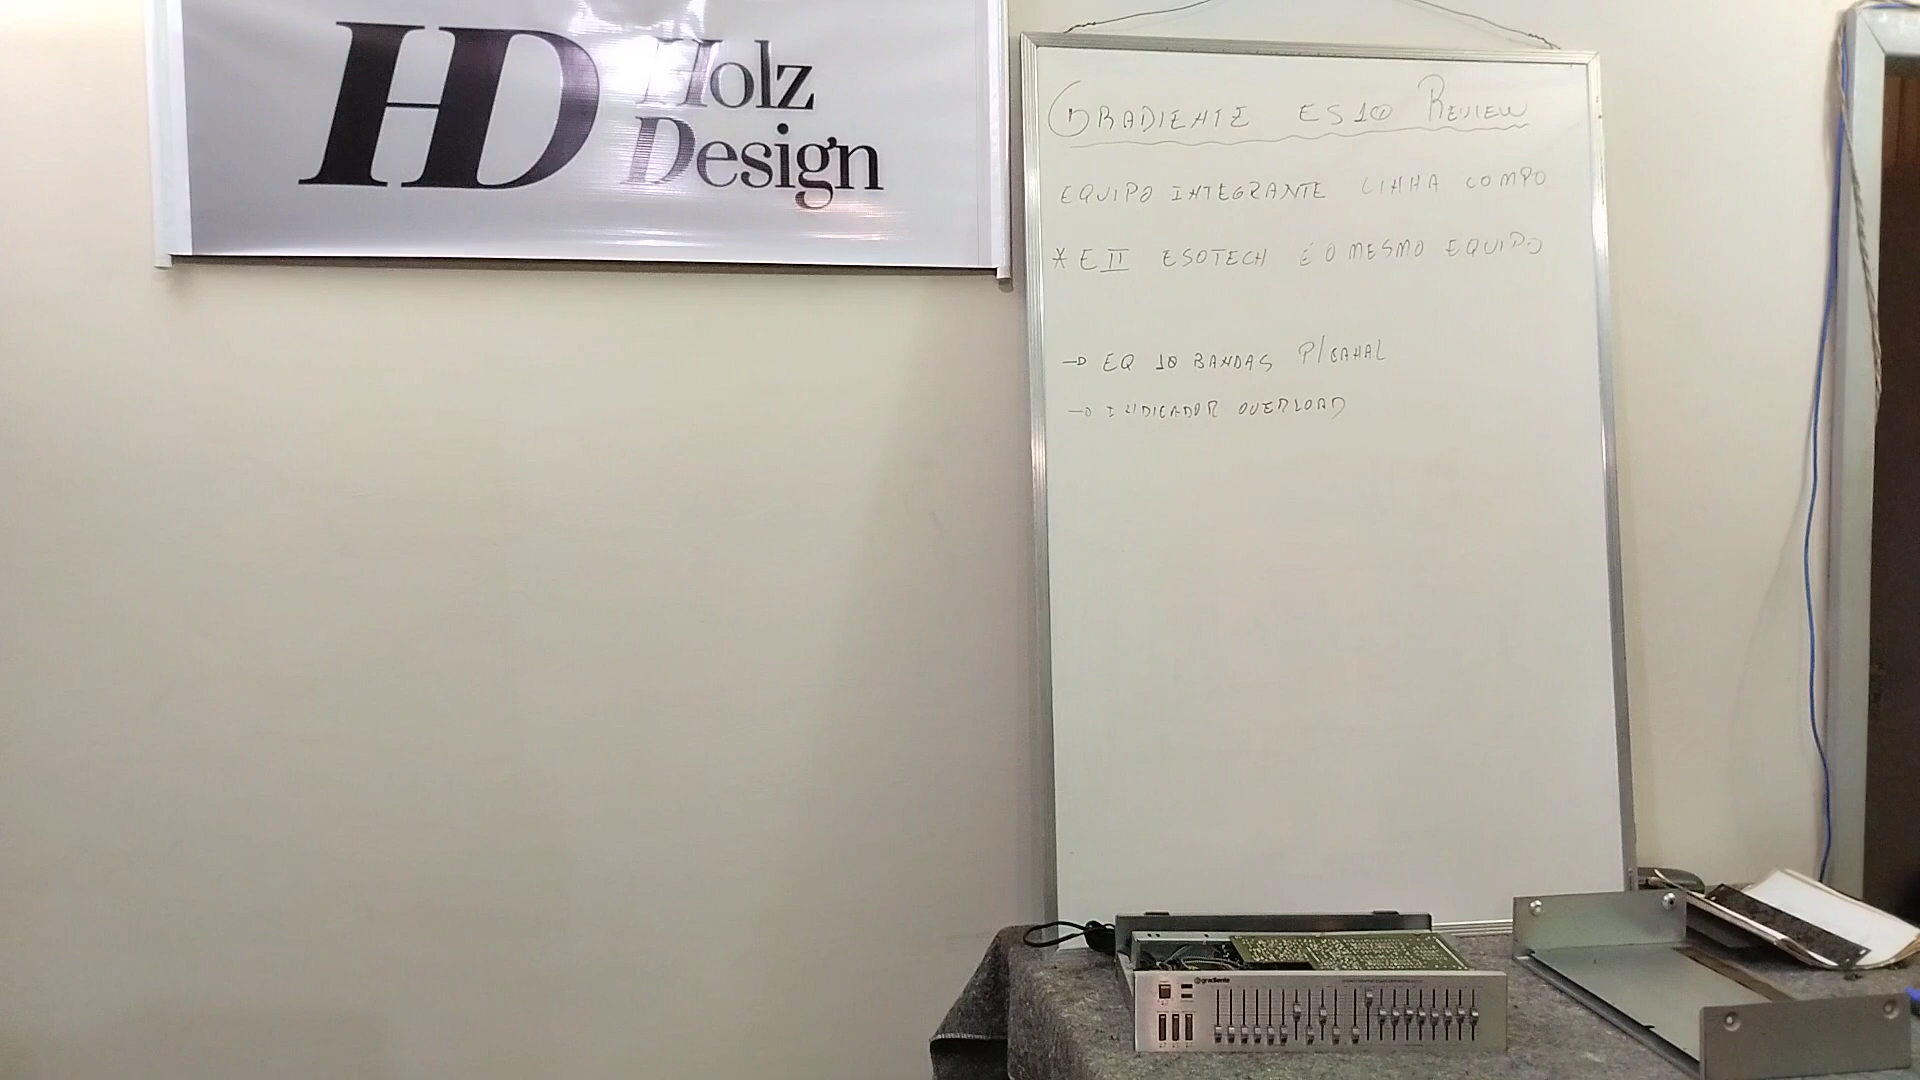 HD Holz
Design
GRADIENTE ES10 REVIEW
EQUIPO INTEGRANTE LINHA COMPO
* E II ESOTECH É O MESMO EQUIPO
→ EQ 10 BANDAS P/CANAL
→ INDICADOR OVERLOAD
gradiente